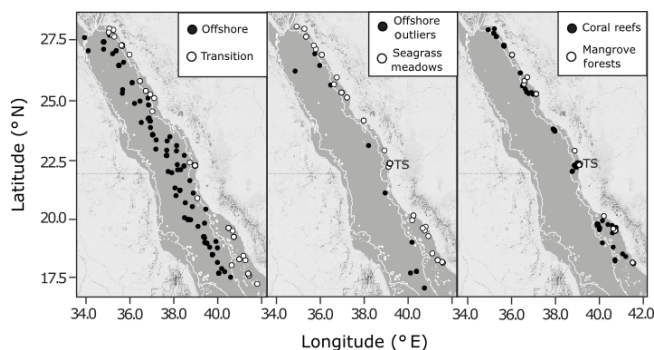 Offshore
Transition
Offshore
outliers
Seagrass
meadows
Coral reefs
Mangrove
forests
27.5
25.0
22.5
20.0
17.5
TS
TS
Latitude (°N)
34.0 36.0 38.0 40.0 34.0 36.0 38.0 40.0 34.0 36.0 38.0 40.0 42.0
Longitude (°E)